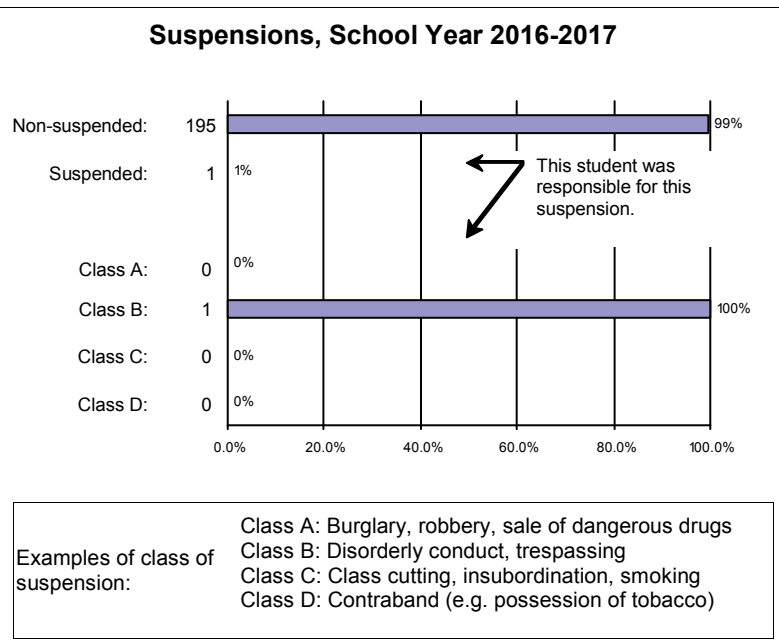 Suspensions, School Year 2016-2017
Non-suspended: 195 99%
Suspended: 1 1%
This student was
responsible for this
suspension.
Class A: 0 0%
Class B: 1 100%
Class C: 0 0%
Class D: 0 0%
0.0% 20.0% 40.0% 60.0% 80.0% 100.0%
Examples of class of
suspension:
Class A: Burglary, robbery, sale of dangerous drugs
Class B: Disorderly conduct, trespassing
Class C: Class cutting, insubordination, smoking
Class D: Contraband (e.g. possession of tobacco)